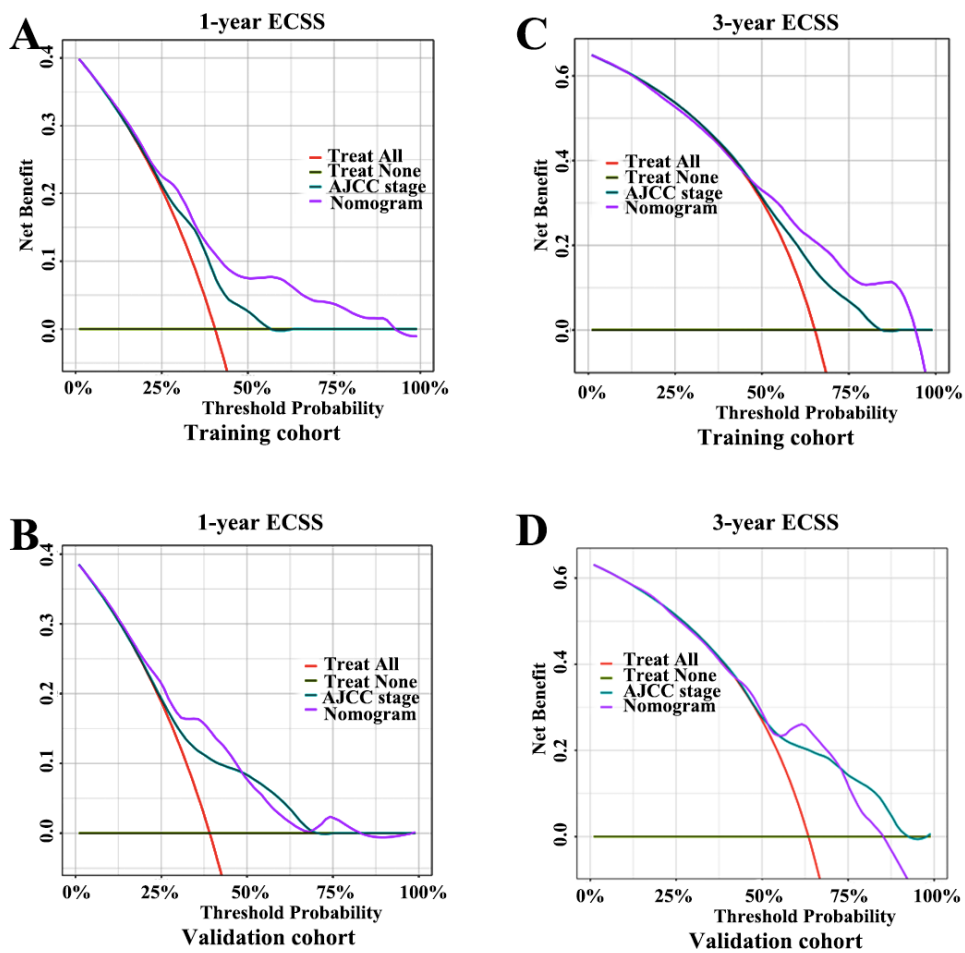 A
1-year ECSS
Net Benefit
0.4
0.3
0.2
0.1
0.0
Treat All
Treat None
AJCC stage
Nomogram
0% 25% 50% 75% 100%
Threshold Probability
Training cohort
C
3-year ECSS
Net Benefit
0.6
0.4
0.2
0.0
Treat All
Treat None
AJCC stage
Nomogram
0% 25% 50% 75% 100%
Threshold Probability
Training cohort
B
1-year ECSS
Net Benefit
0.4
0.3
0.2
0.1
0.0
Treat All
Treat None
AJCC stage
Nomogram
0% 25% 50% 75% 100%
Threshold Probability
Validation cohort
D
3-year ECSS
Net Benefit
0.6
0.4
0.2
0.0
Treat All
Treat None
AJCC stage
Nomogram
0% 25% 50% 75% 100%
Threshold Probability
Validation cohort